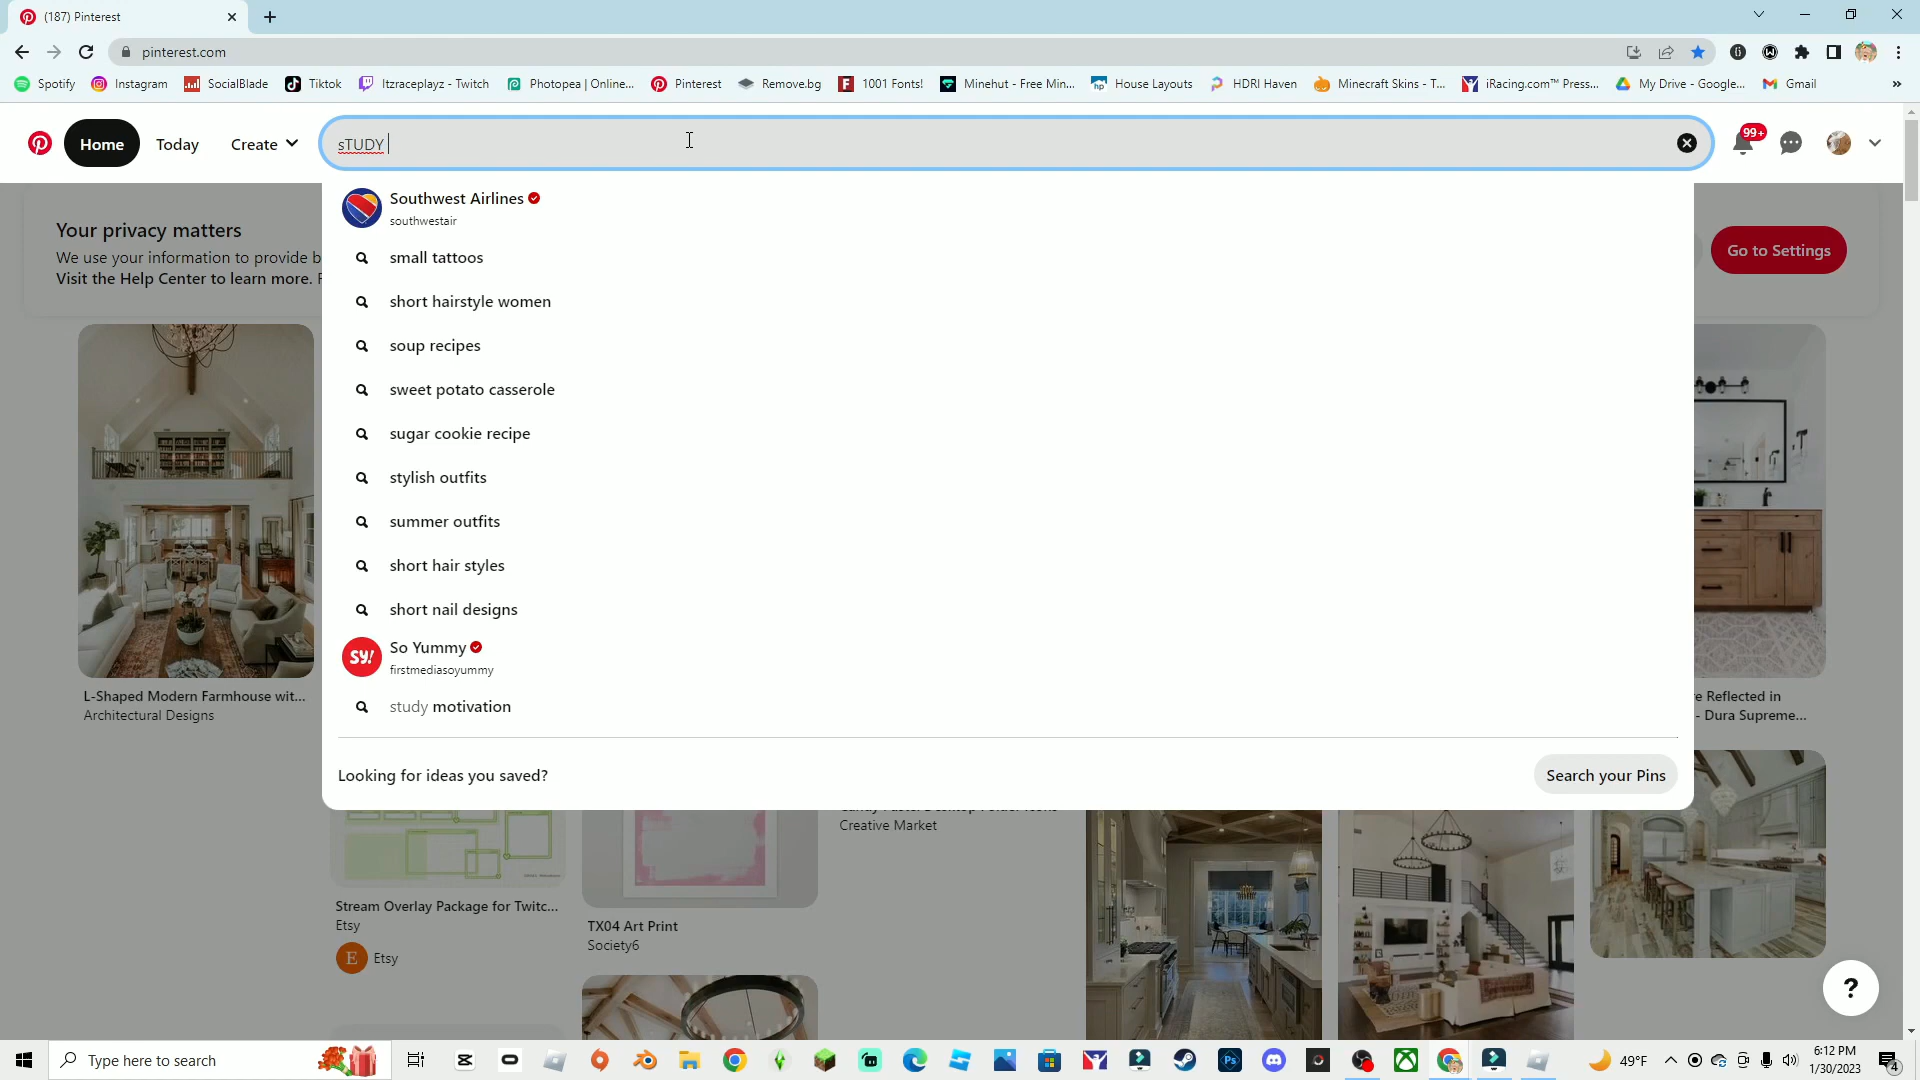 (187) Pinterest
pinterest.com
Spotify Instagram SocialBlade Tiktok Itzraceplayz - Twitch Photopea | Online... Pinterest Remove.bg 1001 Fonts! Minehut - Free Min... House Layouts HDRI Haven Minecraft Skins - T... iRacing.com™ Press... My Drive - Google... Gmail »
Home Today Create sTUDY 99+
Southwest Airlines
southwestair
small tattoos
short hairstyle women
soup recipes
sweet potato casserole
sugar cookie recipe
stylish outfits
summer outfits
short hair styles
short nail designs
SY! So Yummy
firstmediasoyummy
study motivation
Looking for ideas you saved? Search your Pins
Your privacy matters
We use your information to provide b
Visit the Help Center to learn more.
Go to Settings
L-Shaped Modern Farmhouse wit...
Architectural Designs
e Reflected in
- Dura Supreme...
Creative Market
Stream Overlay Package for Twitc...
Etsy
E Etsy
TX04 Art Print
Society6
?
Type here to search
49°F
6:12 PM
1/30/2023
4